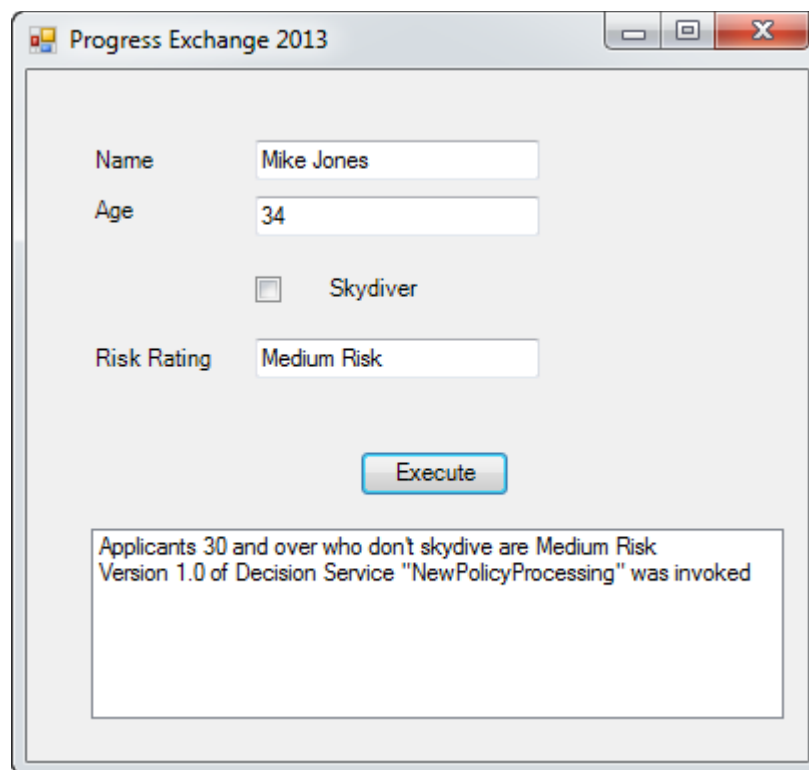 Progress Exchange 2013
Name Mike Jones
Age 34
Skydiver
Risk Rating Medium Risk
Execute
Applicants 30 and over who don't skydive are Medium Risk
Version 1.0 of Decision Service "NewPolicyProcessing" was invoked